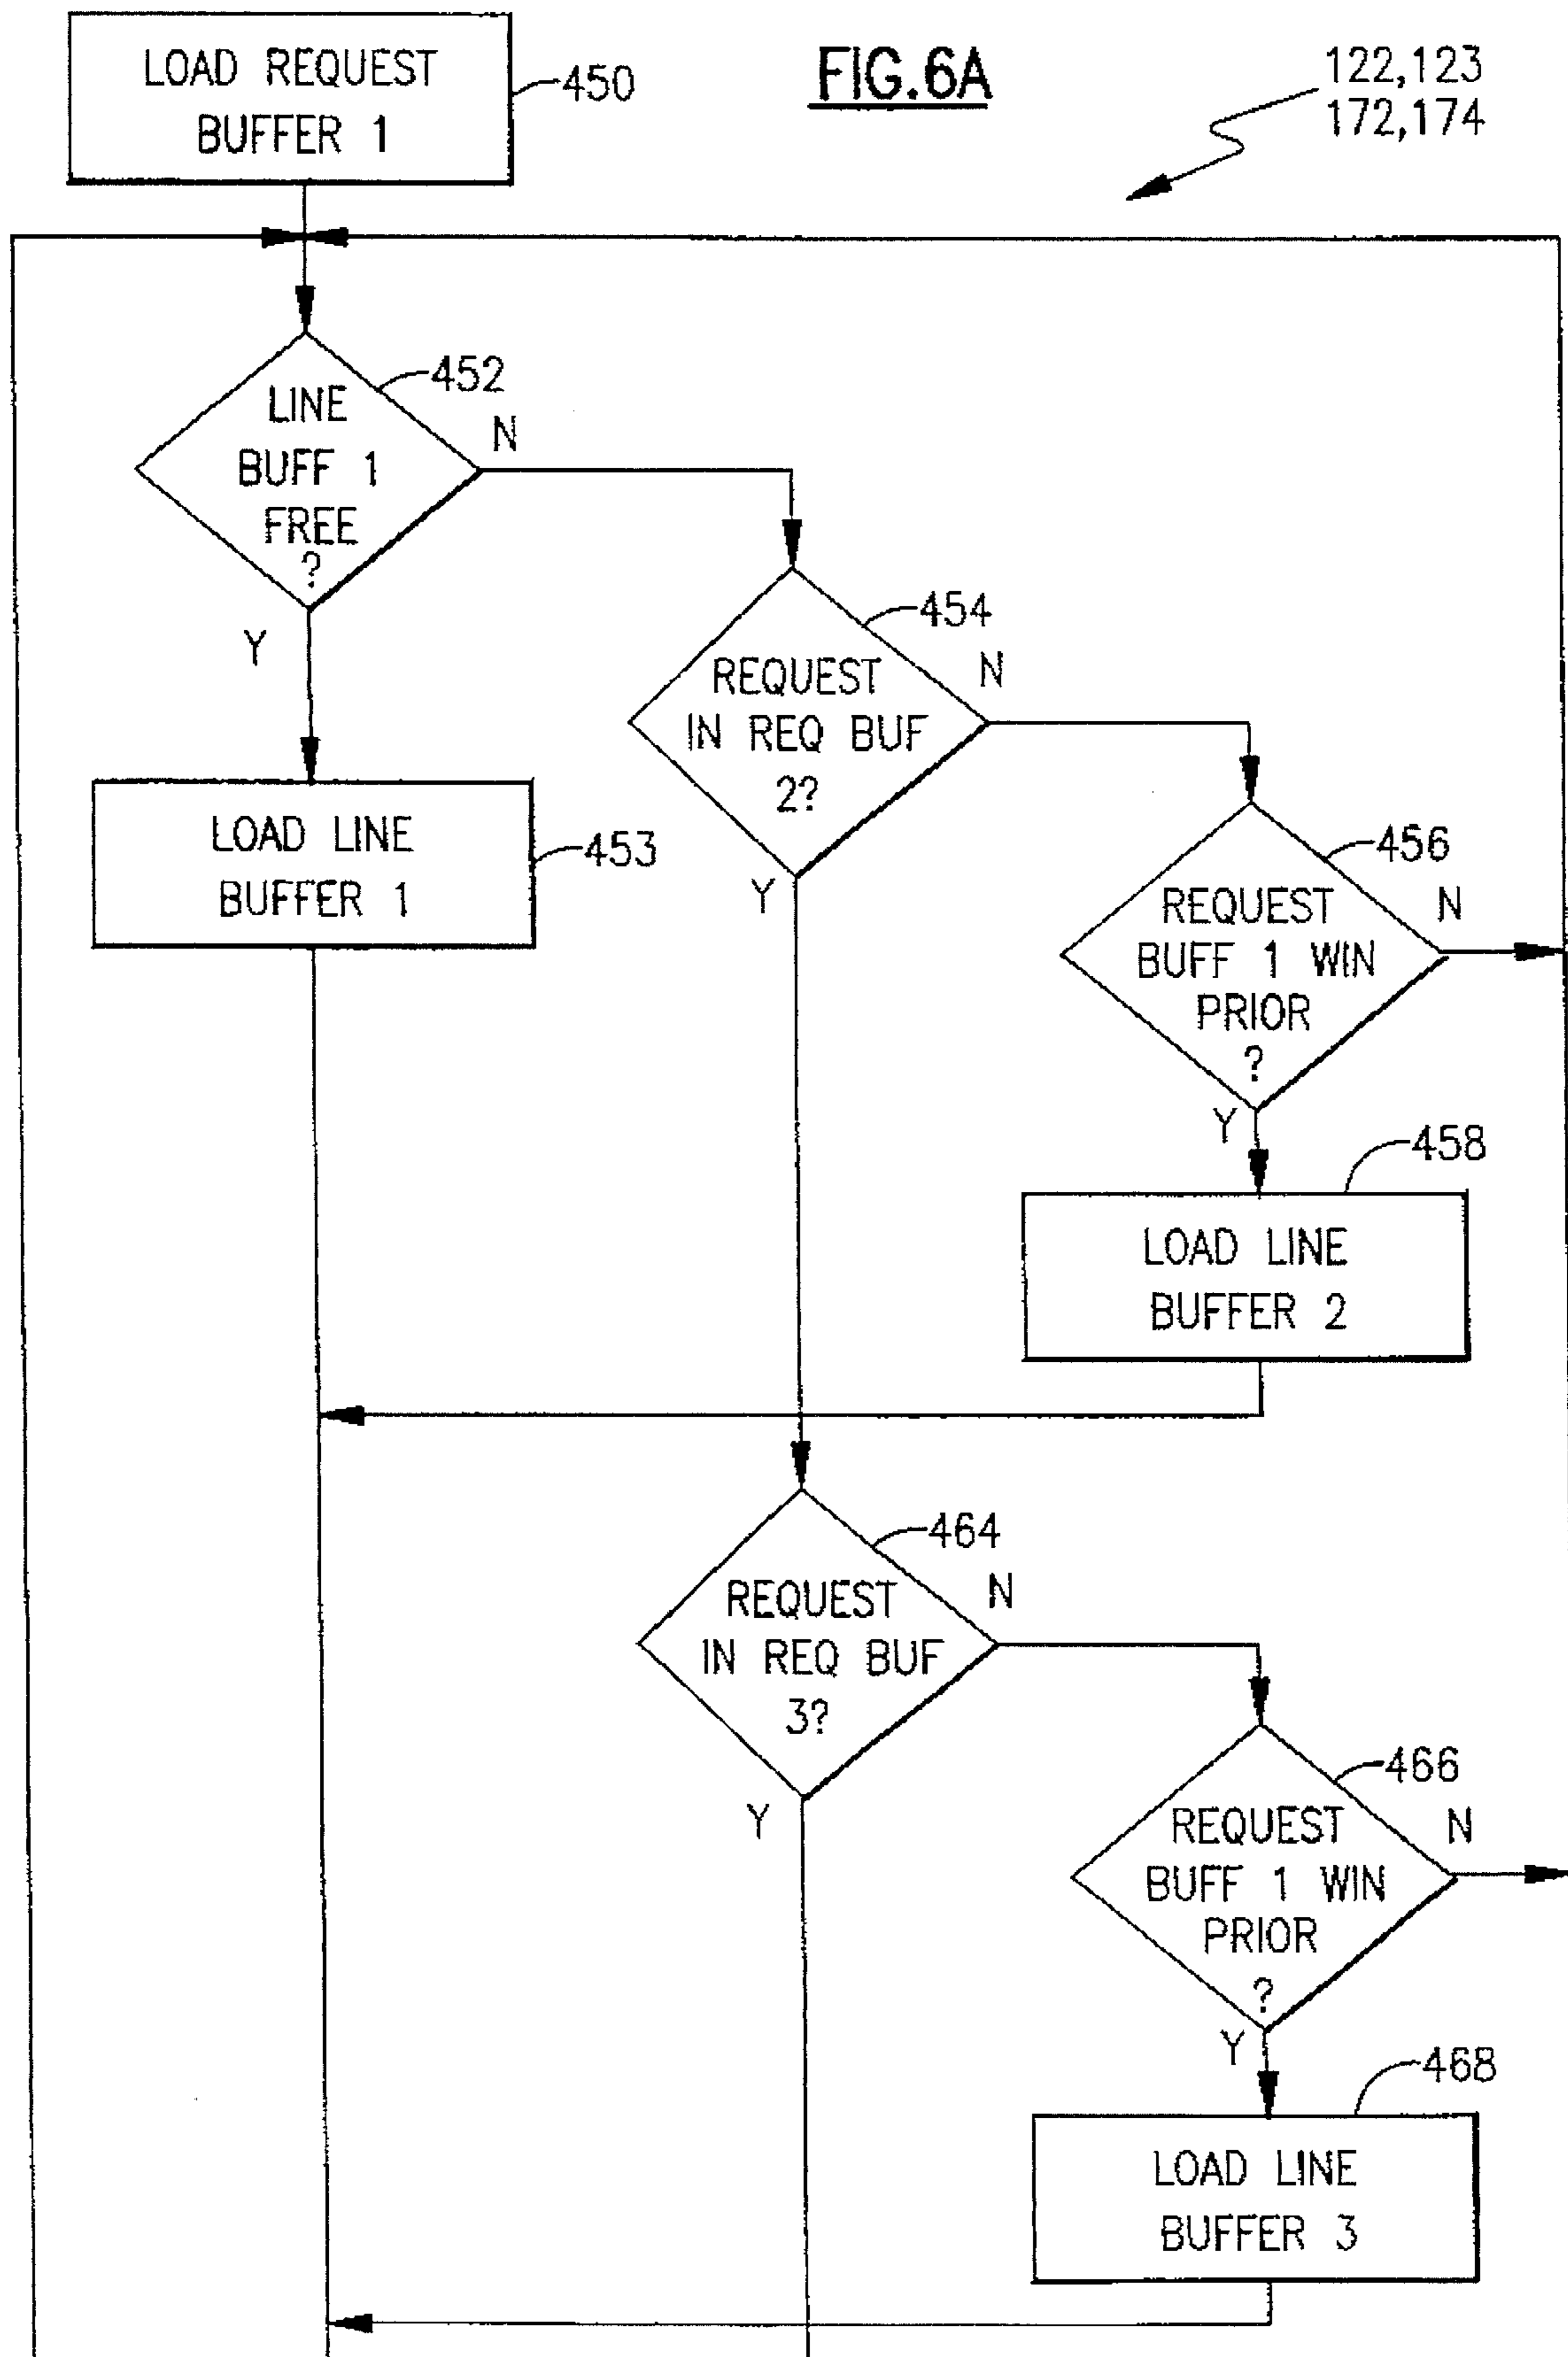 LOAD REQUEST
BUFFER 1
450
FIG.6A
122,123
172,174
LINE
BUFF 1
FREE
?
452
N
Y
454
REQUEST
IN REQ BUF
2?
N
Y
LOAD LINE
BUFFER 1
453
456
REQUEST
BUFF 1 WIN
PRIOR
?
N
Y
458
LOAD LINE
BUFFER 2
464
REQUEST
IN REQ BUF
3?
N
Y
466
REQUEST
BUFF 1 WIN
PRIOR
?
N
Y
468
LOAD LINE
BUFFER 3